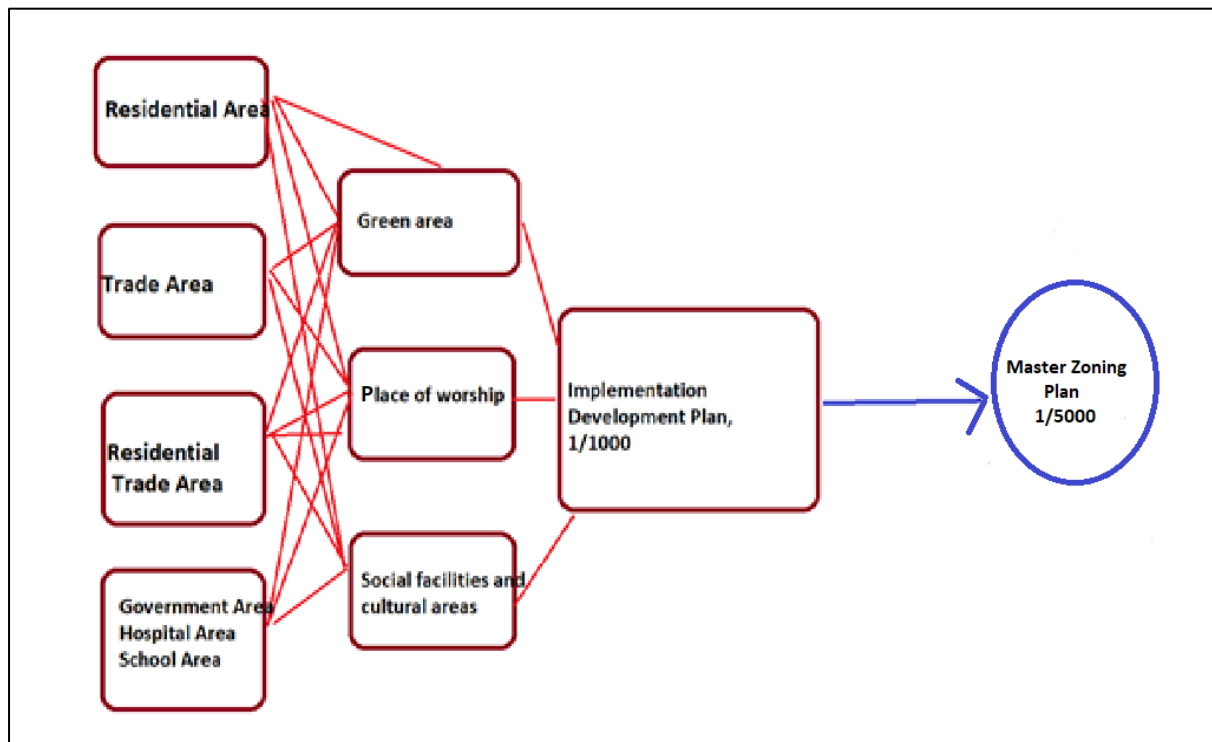 Residential Area
Trade Area
Residential
Trade Area
Government Area
Hospital Area
School Area
Green area
Place of worship
Social facilities and
cultural areas
Implementation
Development Plan,
1/1000
Master Zoning
Plan
1/5000